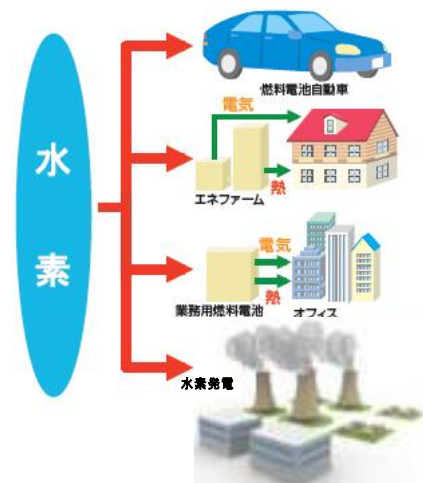 水素
燃料電池自動車
電気
熱
エネファーム
電気
熱
業務用燃料電池
オフィス
水素発電